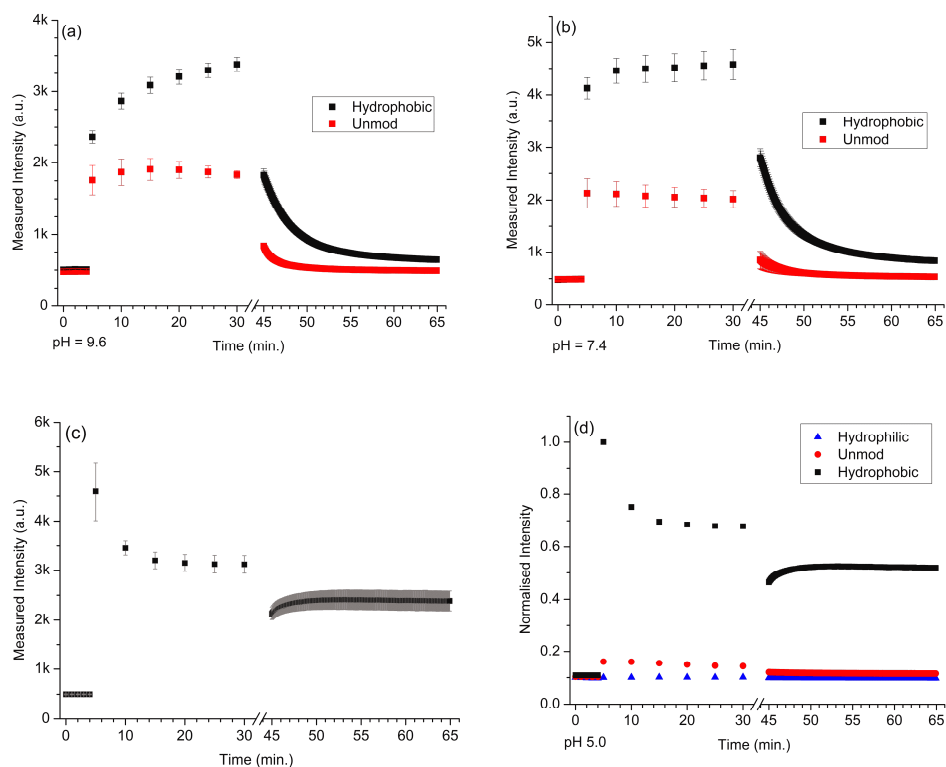 (a)
4k
3k
2k
1k
0
Measured Intensity (a.u.)
Hydrophobic
Unmod
0 10 20 30 45 50 55 60 65
Time (min.)
pH = 9.6
(b)
5k
4k
3k
2k
1k
0
Measured Intensity (a.u.)
Hydrophobic
Unmod
0 10 20 30 45 50 55 60 65
Time (min.)
pH = 7.4
(c)
6k
5k
4k
3k
2k
1k
0
Measured Intensity (a.u.)
0 10 20 30 45 50 55 60 65
Time (min.)
(d)
1.0
0.8
0.6
0.4
0.2
0.0
Normalised Intensity
Hydrophilic
Unmod
Hydrophobic
0 10 20 30 45 50 55 60 65
Time (min.)
pH 5.0